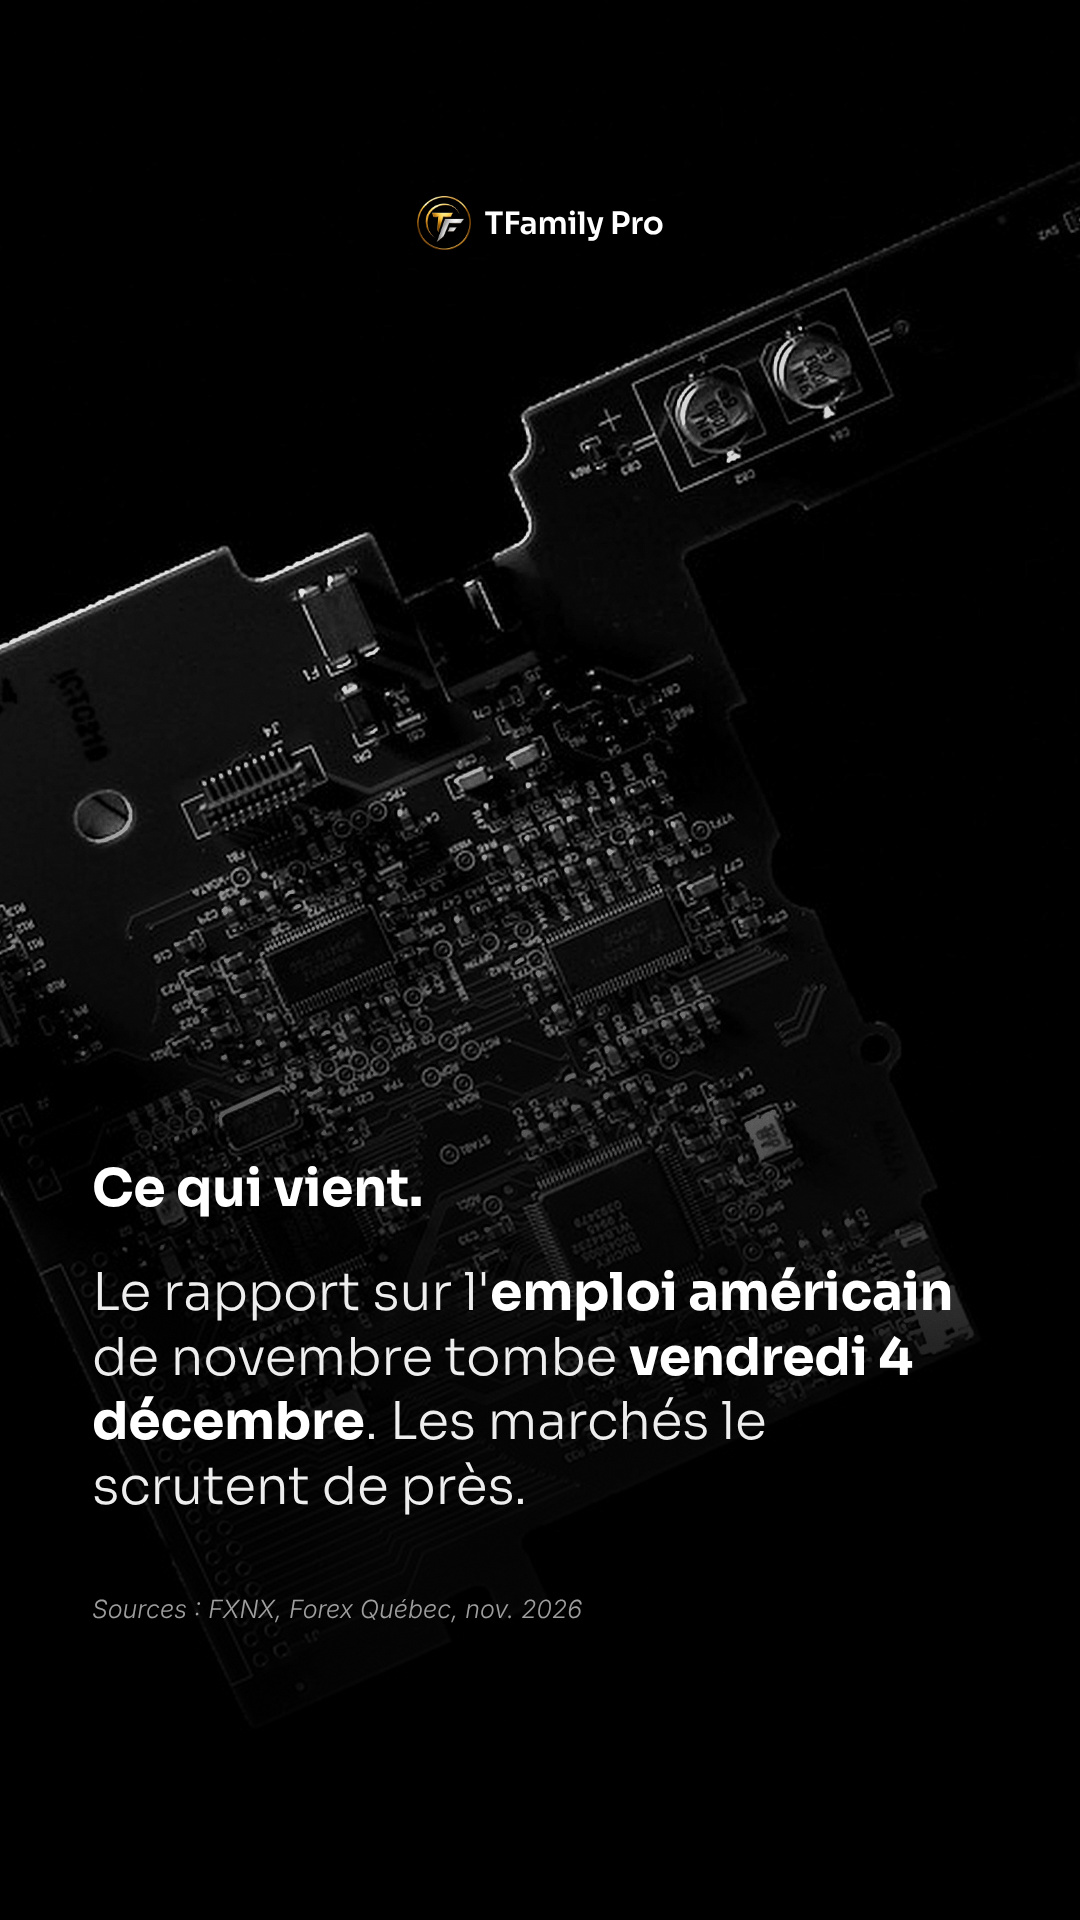 TFamily Pro
Ce qui vient.
Le rapport sur l'emploi américain
de novembre tombe vendredi 4
décembre. Les marchés le
scrutent de près.
Sources : FXNX, Forex Québec, nov. 2026